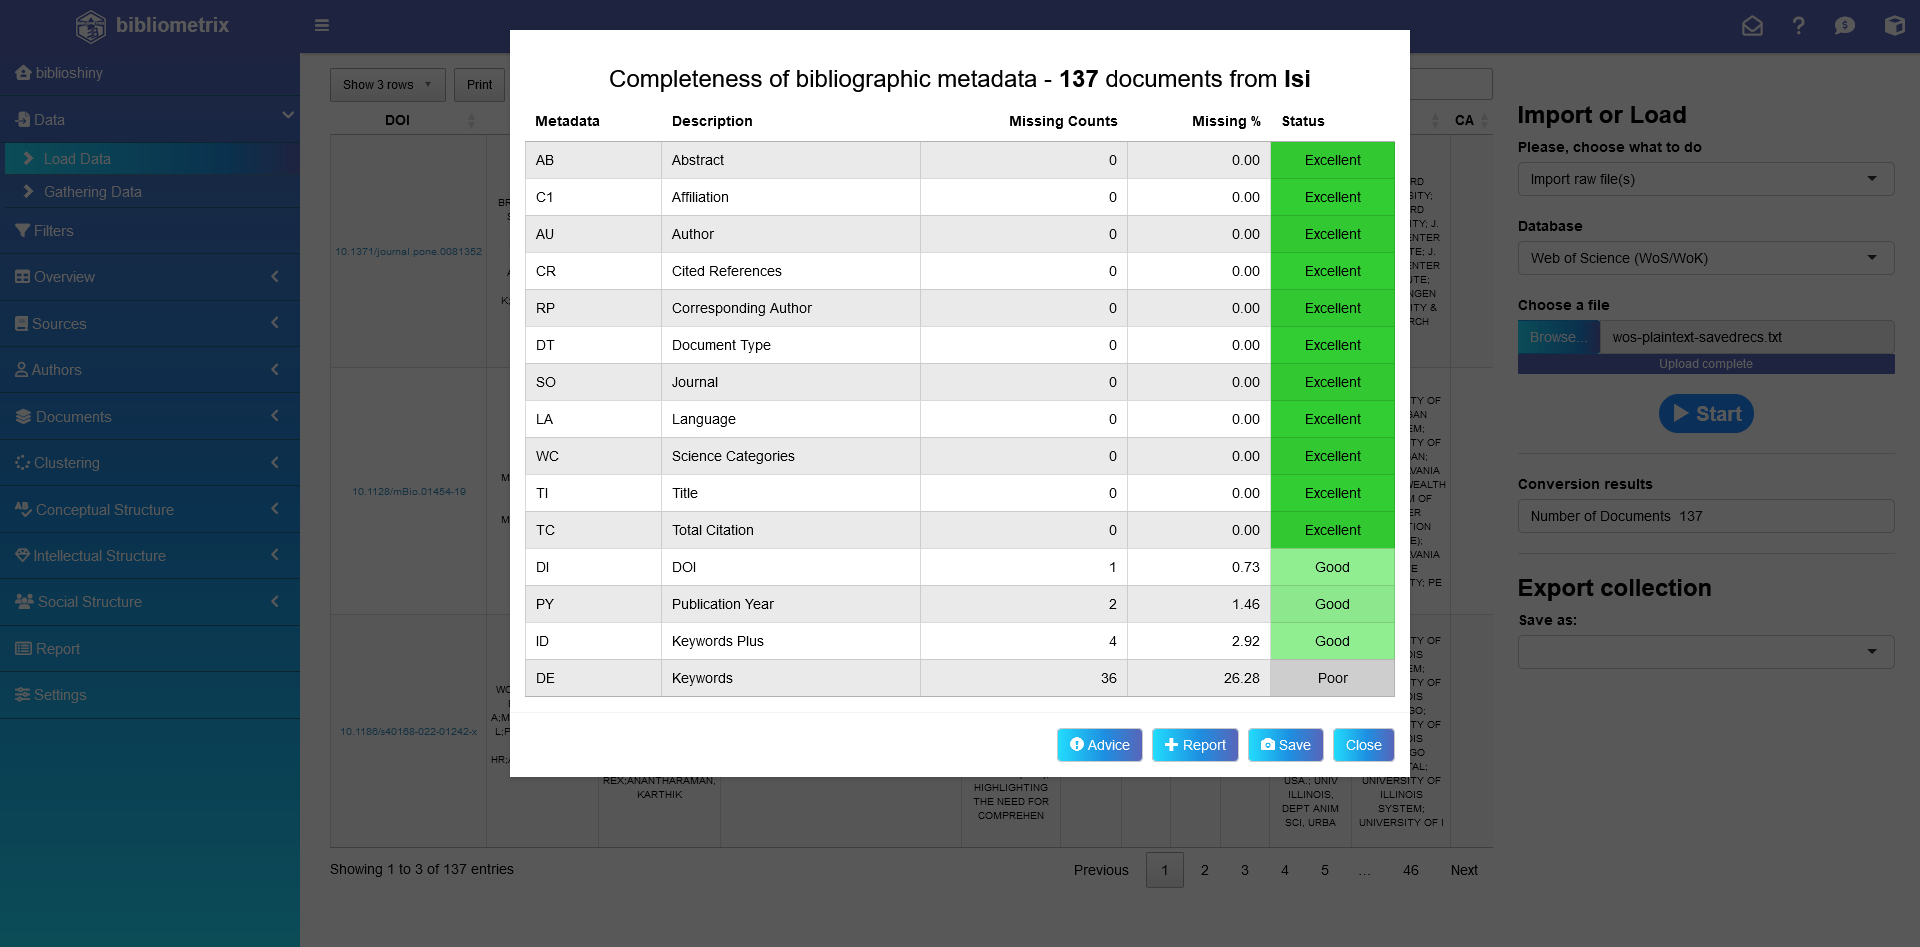 bibliometrix
biblioshiny
Data
Load Data
Gathering Data
Filters
Overview
Sources
Authors
Documents
Clustering
Conceptual Structure
Intellectual Structure
Social Structure
Report
Settings
Show 3 rows
Print
DOI
CA
10.1371/journal.pone.0081352
10.1128/mBio.01454-19
10.1186/s40168-022-01242-x
REX;ANANTHARAMAN,
KARTHIK
HIGHLIGHTING
THE NEED FOR
COMPREHEN
USA.; UNIV
ILLINOIS,
DEPT ANIM
SCI, URBA
UNIVERSITY OF
ILLINOIS
SYSTEM;
UNIVERSITY OF I
Showing 1 to 3 of 137 entries
Previous 1 2 3 4 5 … 46 Next
Completeness of bibliographic metadata - 137 documents from Isi
Metadata Description Missing Counts Missing % Status
AB Abstract 0 0.00 Excellent
C1 Affiliation 0 0.00 Excellent
AU Author 0 0.00 Excellent
CR Cited References 0 0.00 Excellent
RP Corresponding Author 0 0.00 Excellent
DT Document Type 0 0.00 Excellent
SO Journal 0 0.00 Excellent
LA Language 0 0.00 Excellent
WC Science Categories 0 0.00 Excellent
TI Title 0 0.00 Excellent
TC Total Citation 0 0.00 Excellent
DI DOI 1 0.73 Good
PY Publication Year 2 1.46 Good
ID Keywords Plus 4 2.92 Good
DE Keywords 36 26.28 Poor
Advice Report Save Close
Import or Load
Please, choose what to do
Import raw file(s)
Database
Web of Science (WoS/WoK)
Choose a file
Browse... wos-plaintext-savedrecs.txt
Upload complete
Start
Conversion results
Number of Documents 137
Export collection
Save as: